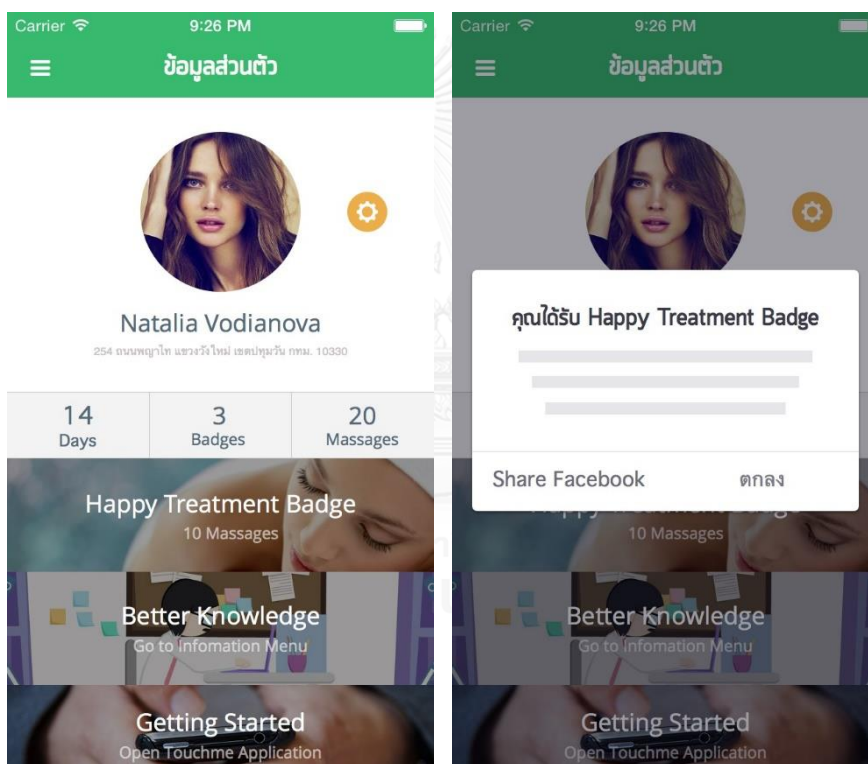 Carrier 9:26 PM
ข้อมูลส่วนตัว
Natalia Vodianova
254 ถนนพญาไท แขวงวังใหม่ เขตปทุมวัน กทม. 10330
14 3 20
Days Badges Massages
Happy Treatment Badge
10 Massages
Better Knowledge
Go to Infomation Menu
Getting Started
Open Touchme Application
Carrier 9:26 PM
ข้อมูลส่วนตัว
คุณได้รับ Happy Treatment Badge
Share Facebook ตกลง
10 Massages
Better Knowledge
Go to Infomation Menu
Getting Started
Open Touchme Application